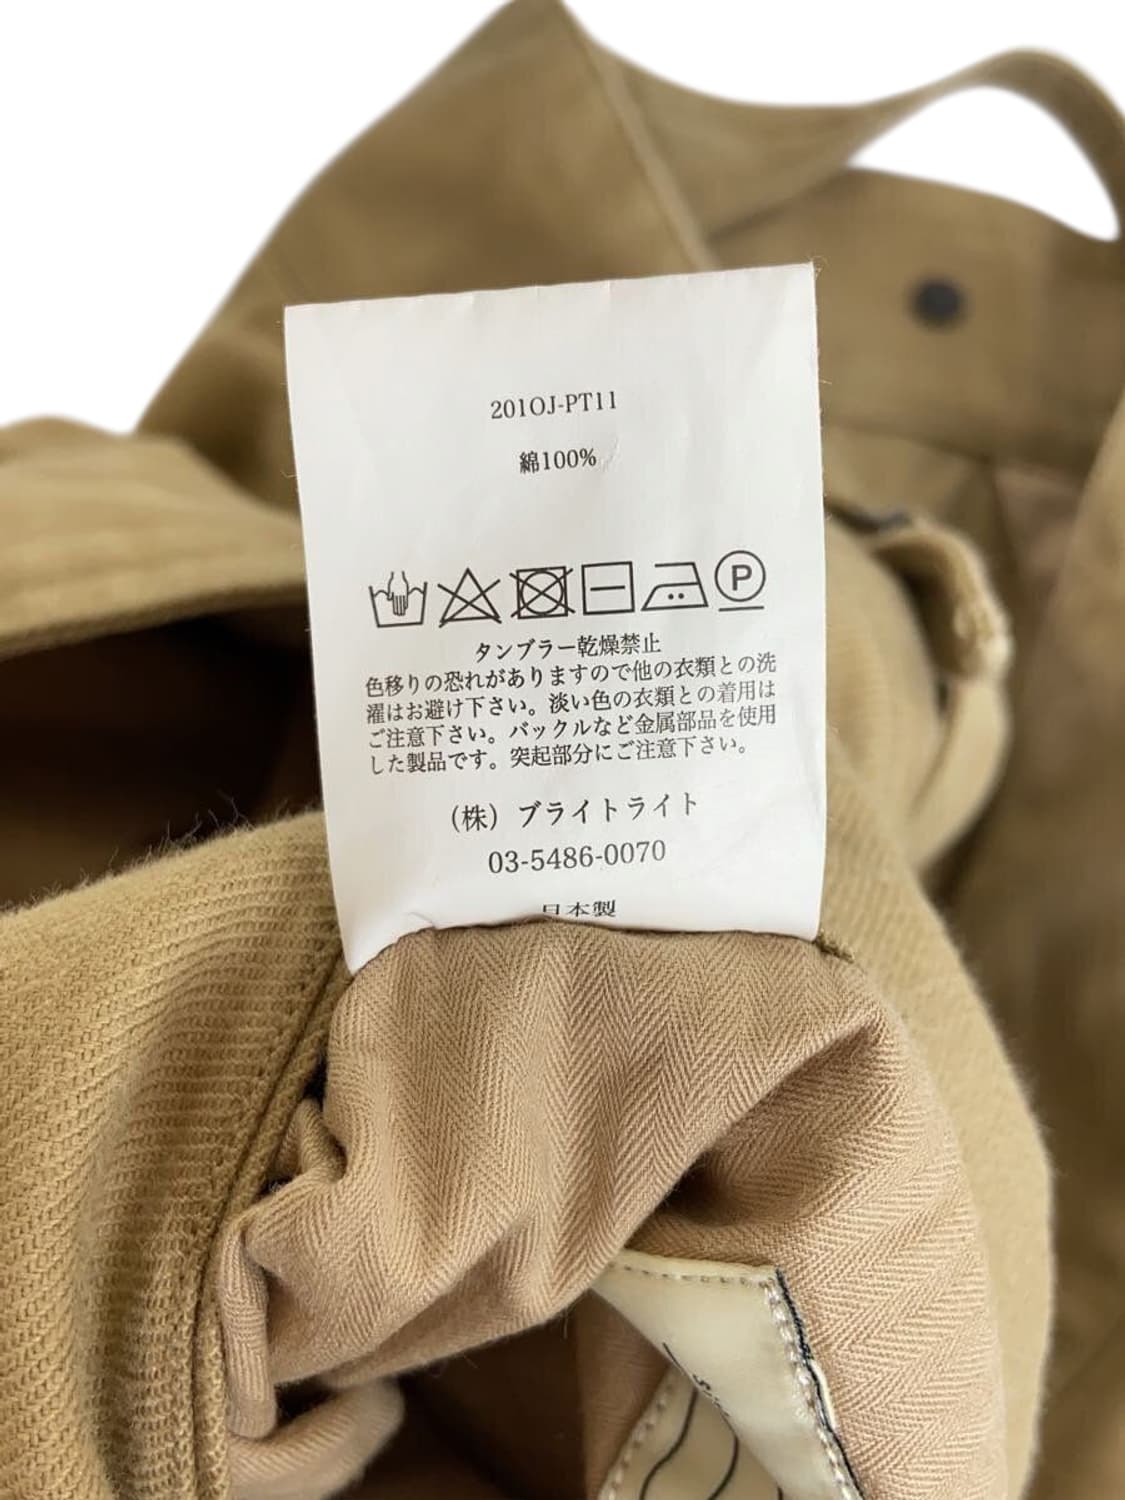 201OJ-PT11
綿100%
P
タンブラー乾燥禁止
色移りの恐れがありますので他の衣類との洗
濯はお避け下さい。淡い色の衣類との着用は
ご注意下さい。バックルなど金属部品を使用
した製品です。突起部分にご注意下さい。
(株)ブライトライト
03-5486-0070
日本製